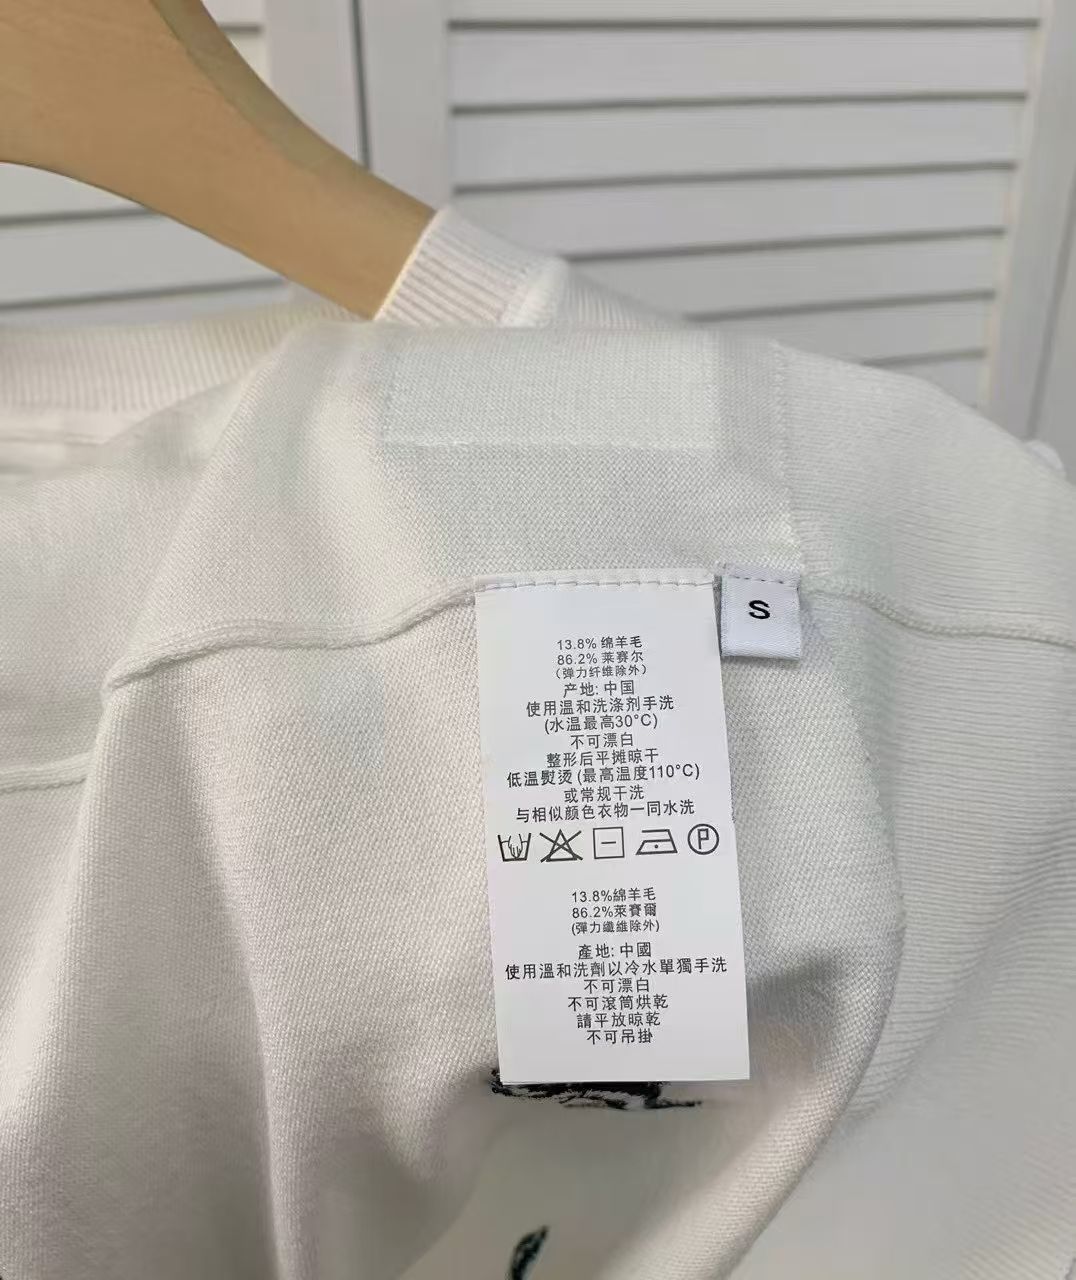 S
13.8% 绵羊毛
86.2% 莱赛尔
(弹力纤维除外)
产地: 中国
使用温和洗涤剂手洗
(水温最高30°C)
不可漂白
整形后平摊晾干
低温熨烫 (最高温度110°C)
或常规干洗
与相似颜色衣物一同水洗
P
13.8%綿羊毛
86.2%萊賽爾
(彈力纖維除外)
產地: 中國
使用溫和洗劑以冷水單獨手洗
不可漂白
不可滾筒烘乾
請平放晾乾
不可吊掛